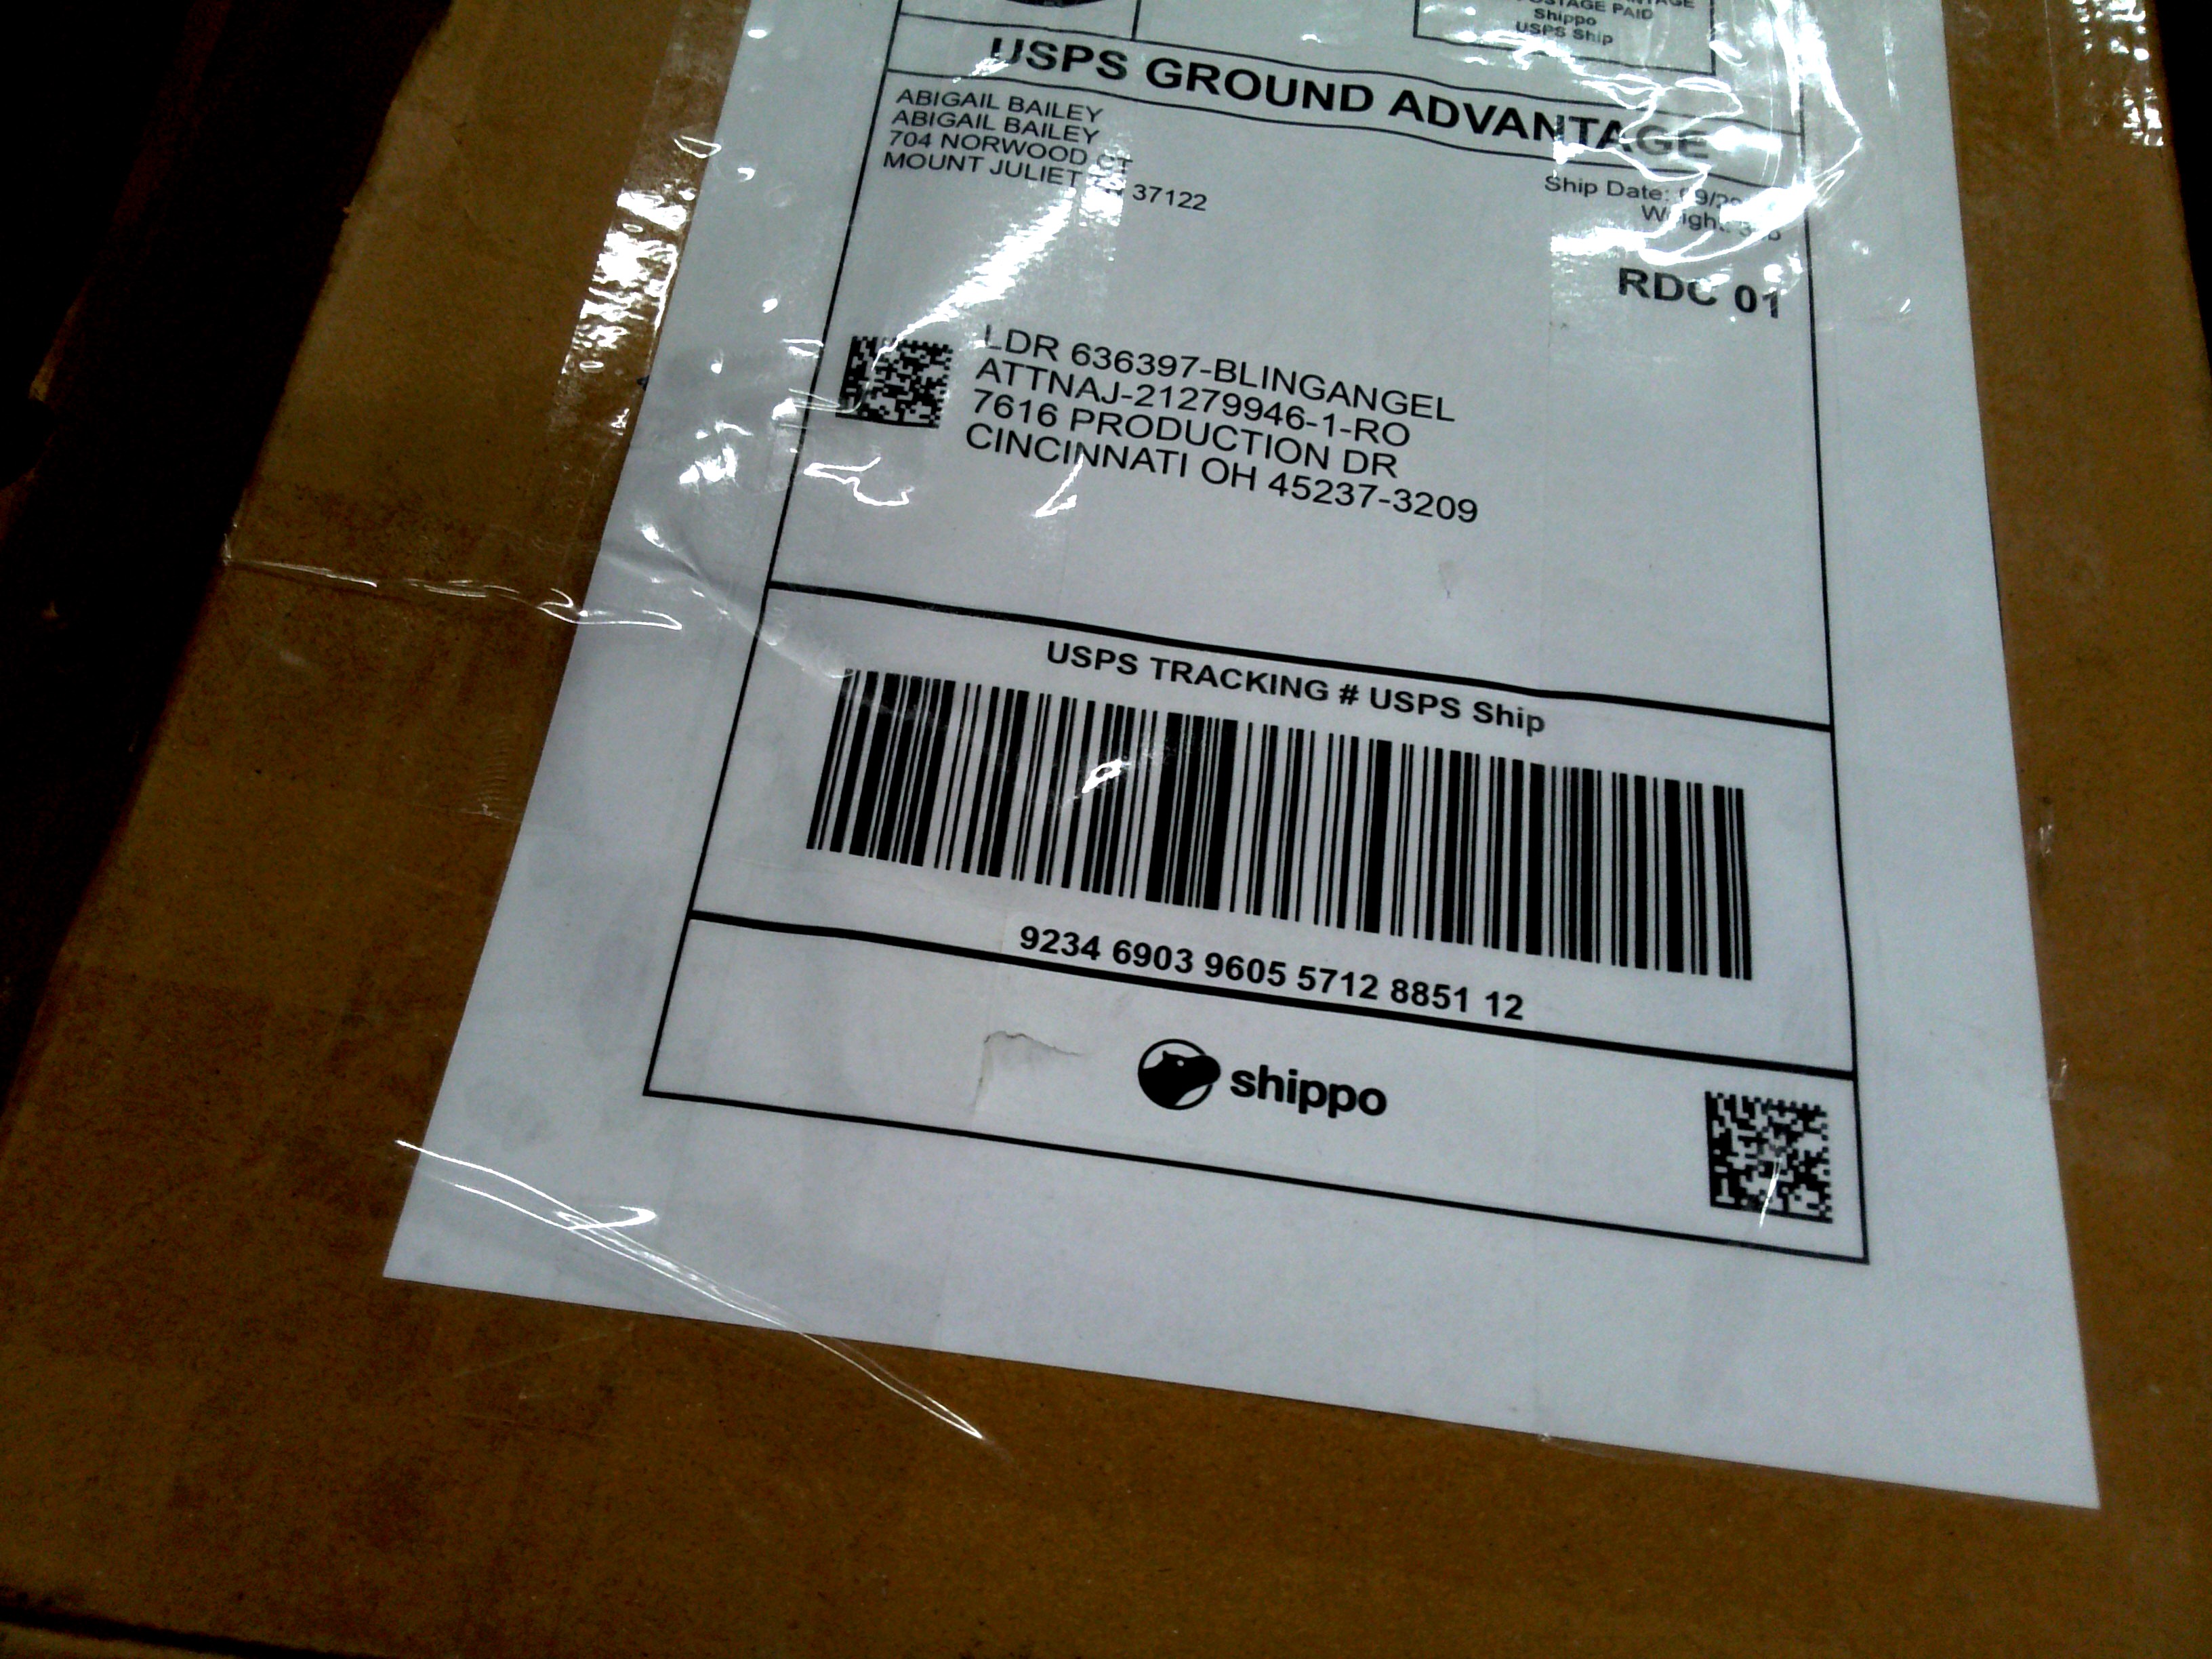 POSTAGE PAID
Shippo
USPS Ship
USPS GROUND ADVANTAGE
ABIGAIL BAILEY
ABIGAIL BAILEY
704 NORWOOD CT
MOUNT JULIET TN 37122
Ship Date:
Weight:
RDC 01
LDR 636397-BLINGANGEL
ATTNAJ-21279946-1-RO
7616 PRODUCTION DR
CINCINNATI OH 45237-3209
USPS TRACKING # USPS Ship
9234 6903 9605 5712 8851 12
shippo